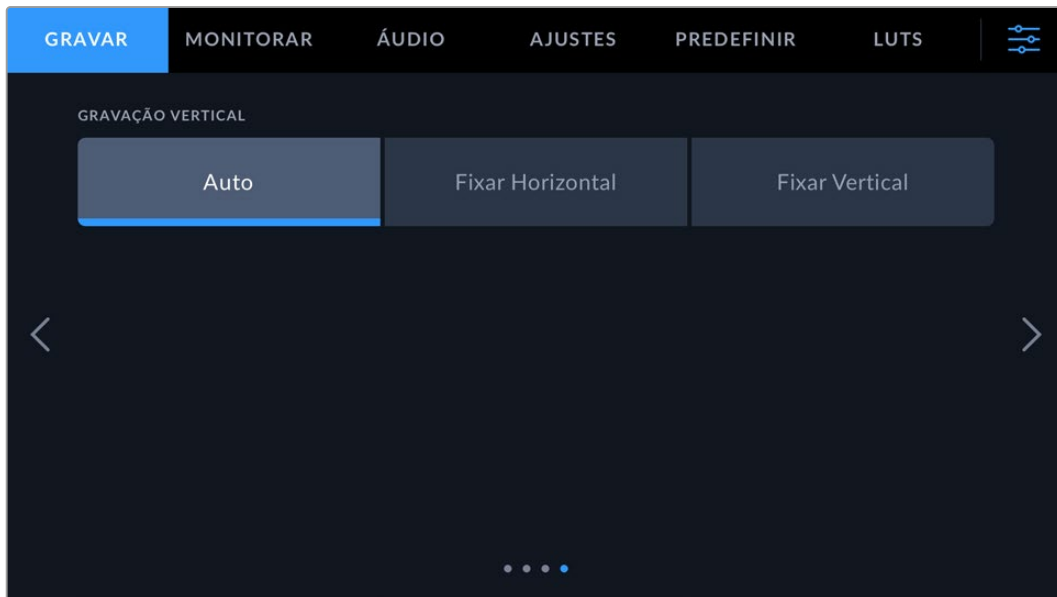 GRAVAR MONITORAR ÁUDIO AJUSTES PREDEFINIR LUTS
GRAVAÇÃO VERTICAL
Auto Fixar Horizontal Fixar Vertical